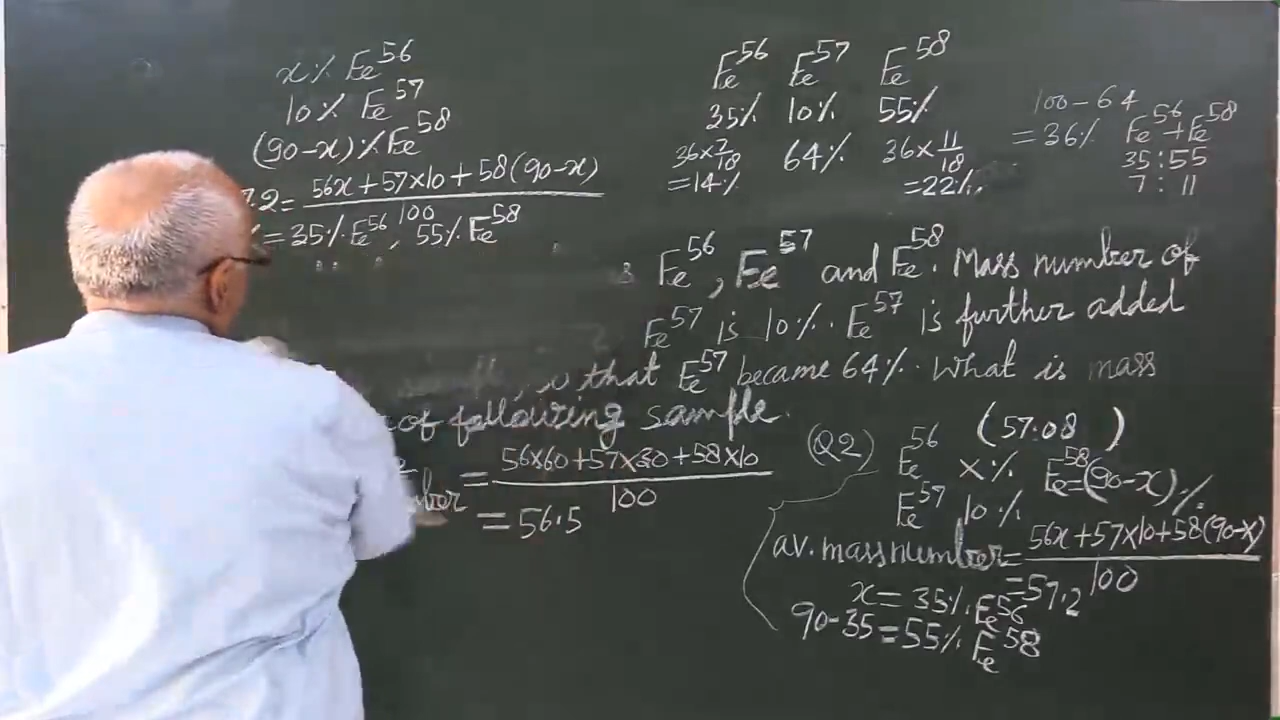 x% Fe56
10% Fe57
(90-x)% Fe58
7.2 = 56x+57×10+58(90-x)
100
= 35% Fe56, 55% Fe58
Fe56 Fe57 Fe58
35% 10% 55%
36×7/18 64% 36×11/18
=14% =22%
100-64
=36% Fe56+Fe58
35:55
7:11
Fe56, Fe57 and Fe58. Mass number of
Fe57 is 10%. Fe57 is further added
that Fe57 became 64%. What is mass
of following sample.
= 56×60+57×30+58×10
100
= 56.5
(Q2) Fe56 (57.08 )
x% Fe58=(90-x)%
Fe57 10%
av. mass number = 56x+57×10+58(90-x)
100
=57.2
x = 35% Fe56
90-35=55% Fe58